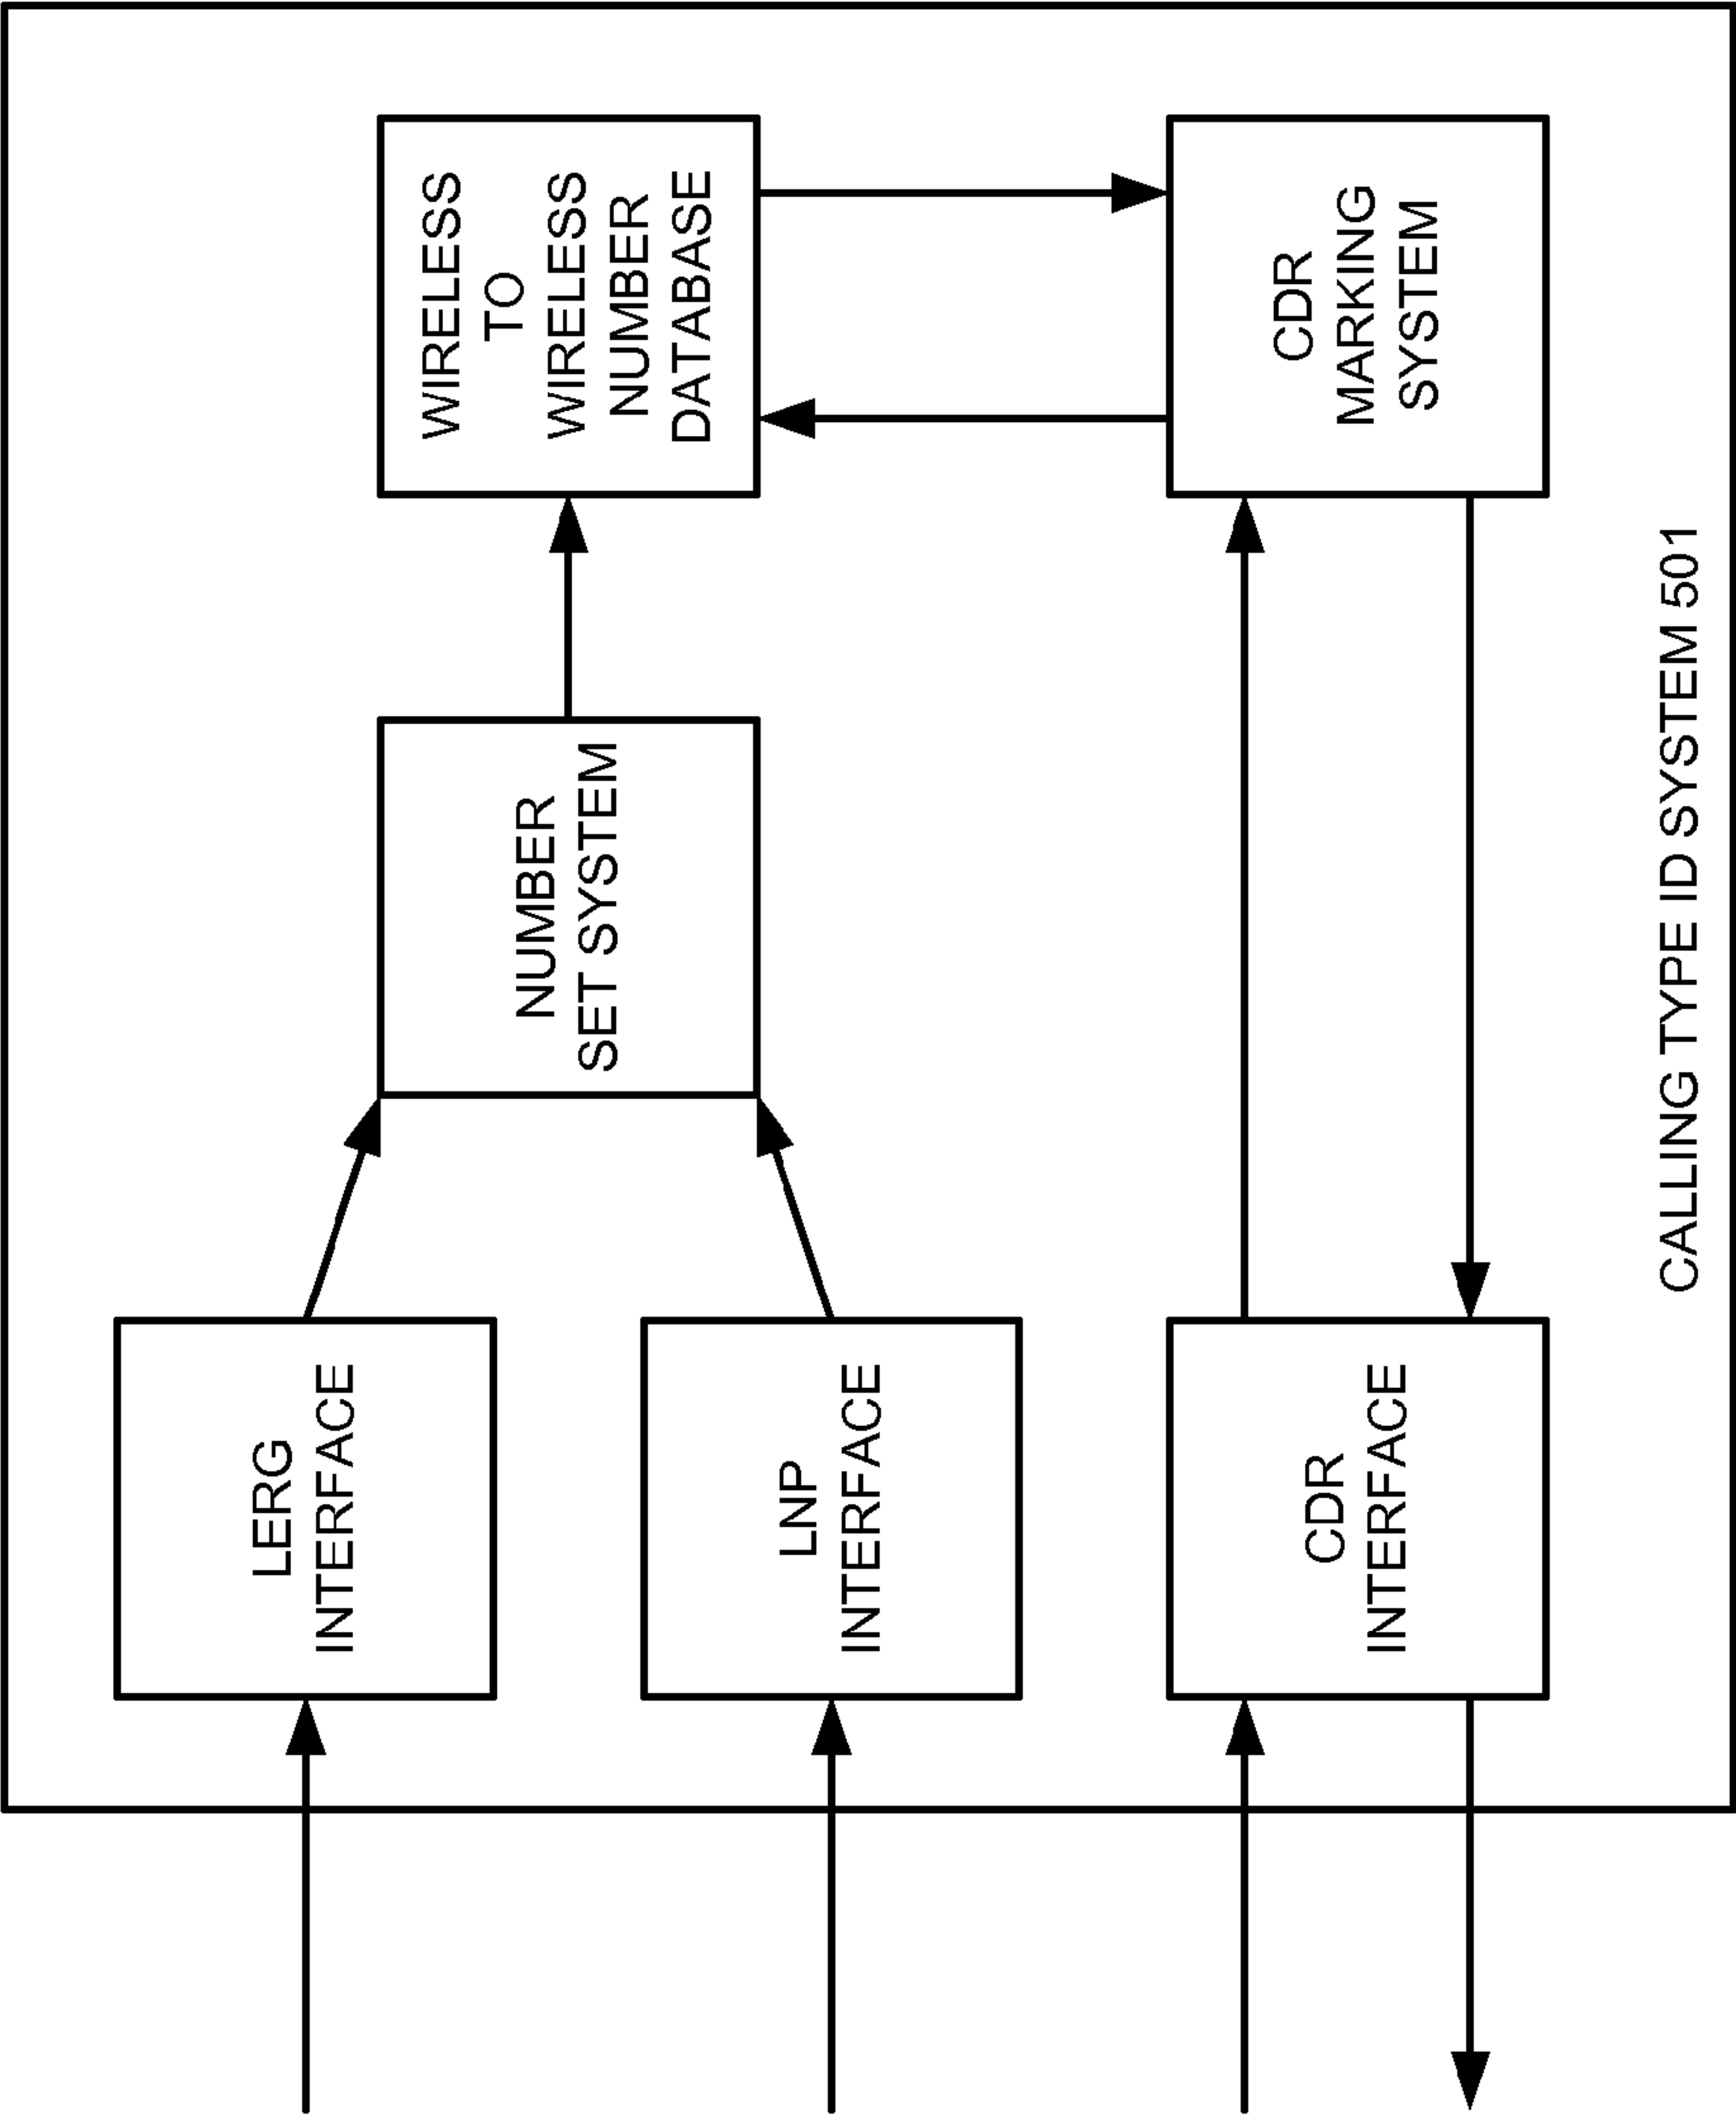 LERG
INTERFACE
LNP
INTERFACE
CDR
INTERFACE
NUMBER
SET SYSTEM
WIRELESS
TO
WIRELESS
NUMBER
DATABASE
CDR
MARKING
SYSTEM
CALLING TYPE ID SYSTEM 501